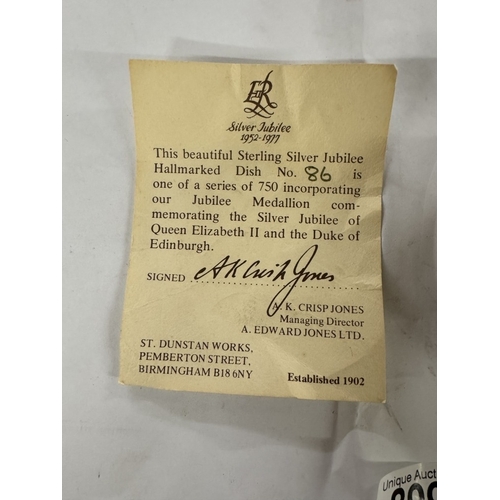 EIIR
Silver Jubilee
1952-1977
This beautiful Sterling Silver Jubilee
Hallmarked Dish No. 86 is
one of a series of 750 incorporating
our Jubilee Medallion com-
memorating the Silver Jubilee of
Queen Elizabeth II and the Duke of
Edinburgh.
SIGNED A K Crisp Jones
A. K. CRISP JONES
Managing Director
A. EDWARD JONES LTD.
ST. DUNSTAN WORKS,
PEMBERTON STREET,
BIRMINGHAM B18 6NY
Established 1902
Unique Auct